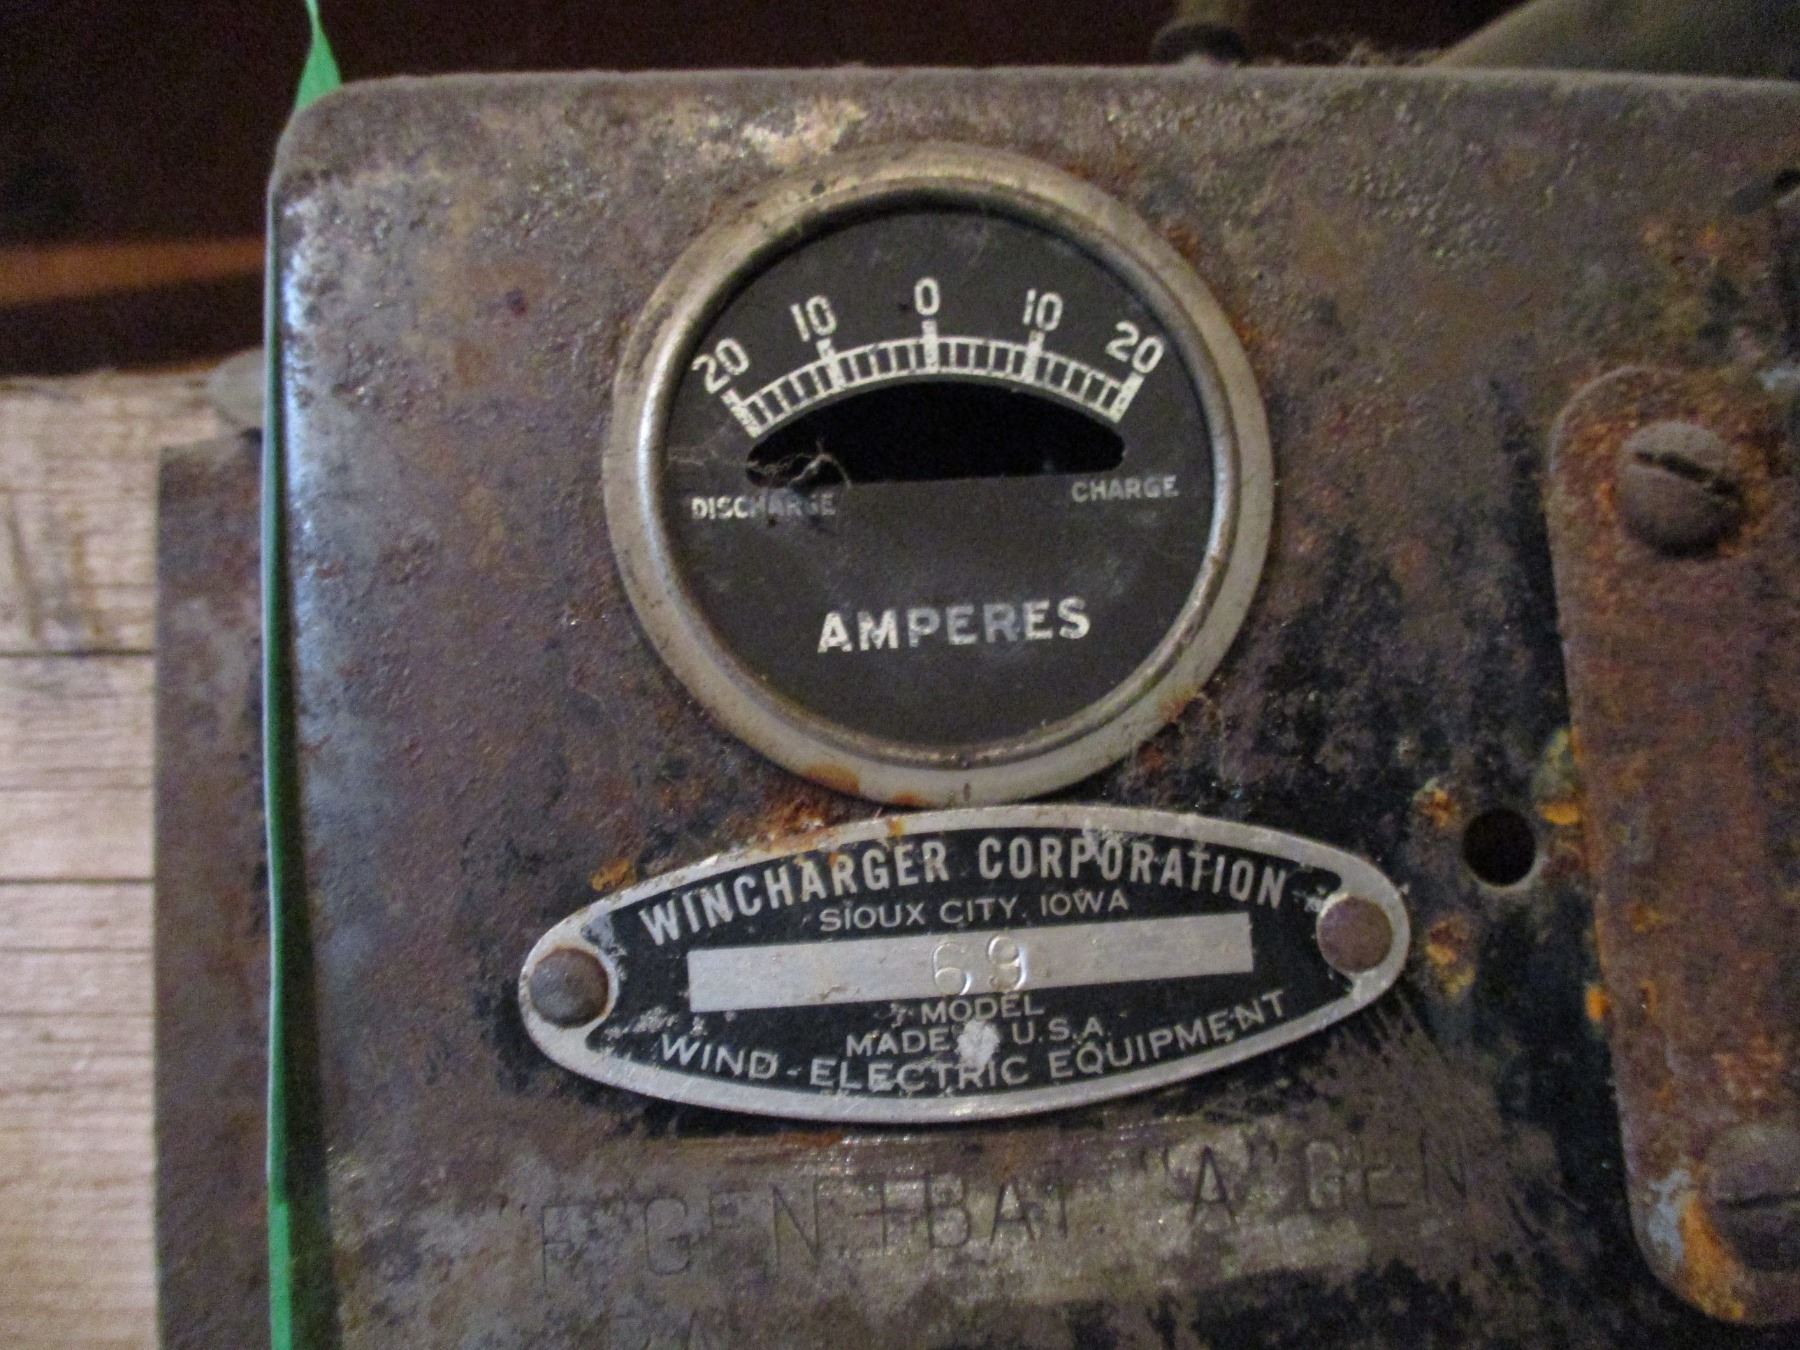 20 10 0 10 20
DISCHARGE CHARGE
AMPERES
WINCHARGER CORPORATION
SIOUX CITY, IOWA
69
MODEL
MADE U.S.A.
WIND-ELECTRIC EQUIPMENT
"F" GEN. +BAT. "A" GEN